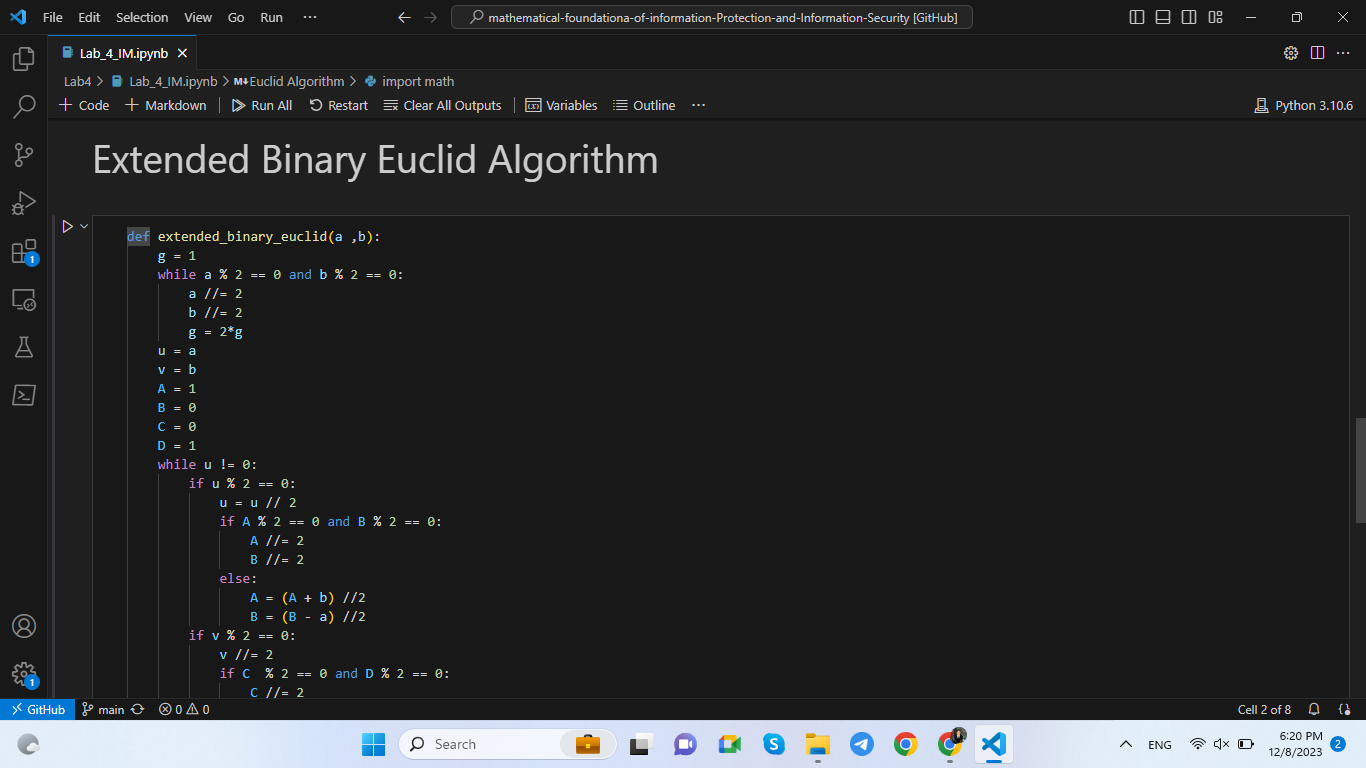 File Edit Selection View Go Run ···
mathematical-foundationa-of-information-Protection-and-Information-Security [GitHub]
Lab_4_IM.ipynb
Lab4 > Lab_4_IM.ipynb > M↓Euclid Algorithm > import math
+ Code + Markdown Run All Restart Clear All Outputs Variables Outline ··· Python 3.10.6
Extended Binary Euclid Algorithm
def extended_binary_euclid(a ,b):
    g = 1
    while a % 2 == 0 and b % 2 == 0:
        a //= 2
        b //= 2
        g = 2*g
    u = a
    v = b
    A = 1
    B = 0
    C = 0
    D = 1
    while u != 0:
        if u % 2 == 0:
            u = u // 2
            if A % 2 == 0 and B % 2 == 0:
                A //= 2
                B //= 2
            else:
                A = (A + b) //2
                B = (B - a) //2
        if v % 2 == 0:
            v //= 2
            if C  % 2 == 0 and D % 2 == 0:
                C //= 2
1
1
GitHub main 0 0 Cell 2 of 8
Search
ENG
6:20 PM
12/8/2023
2